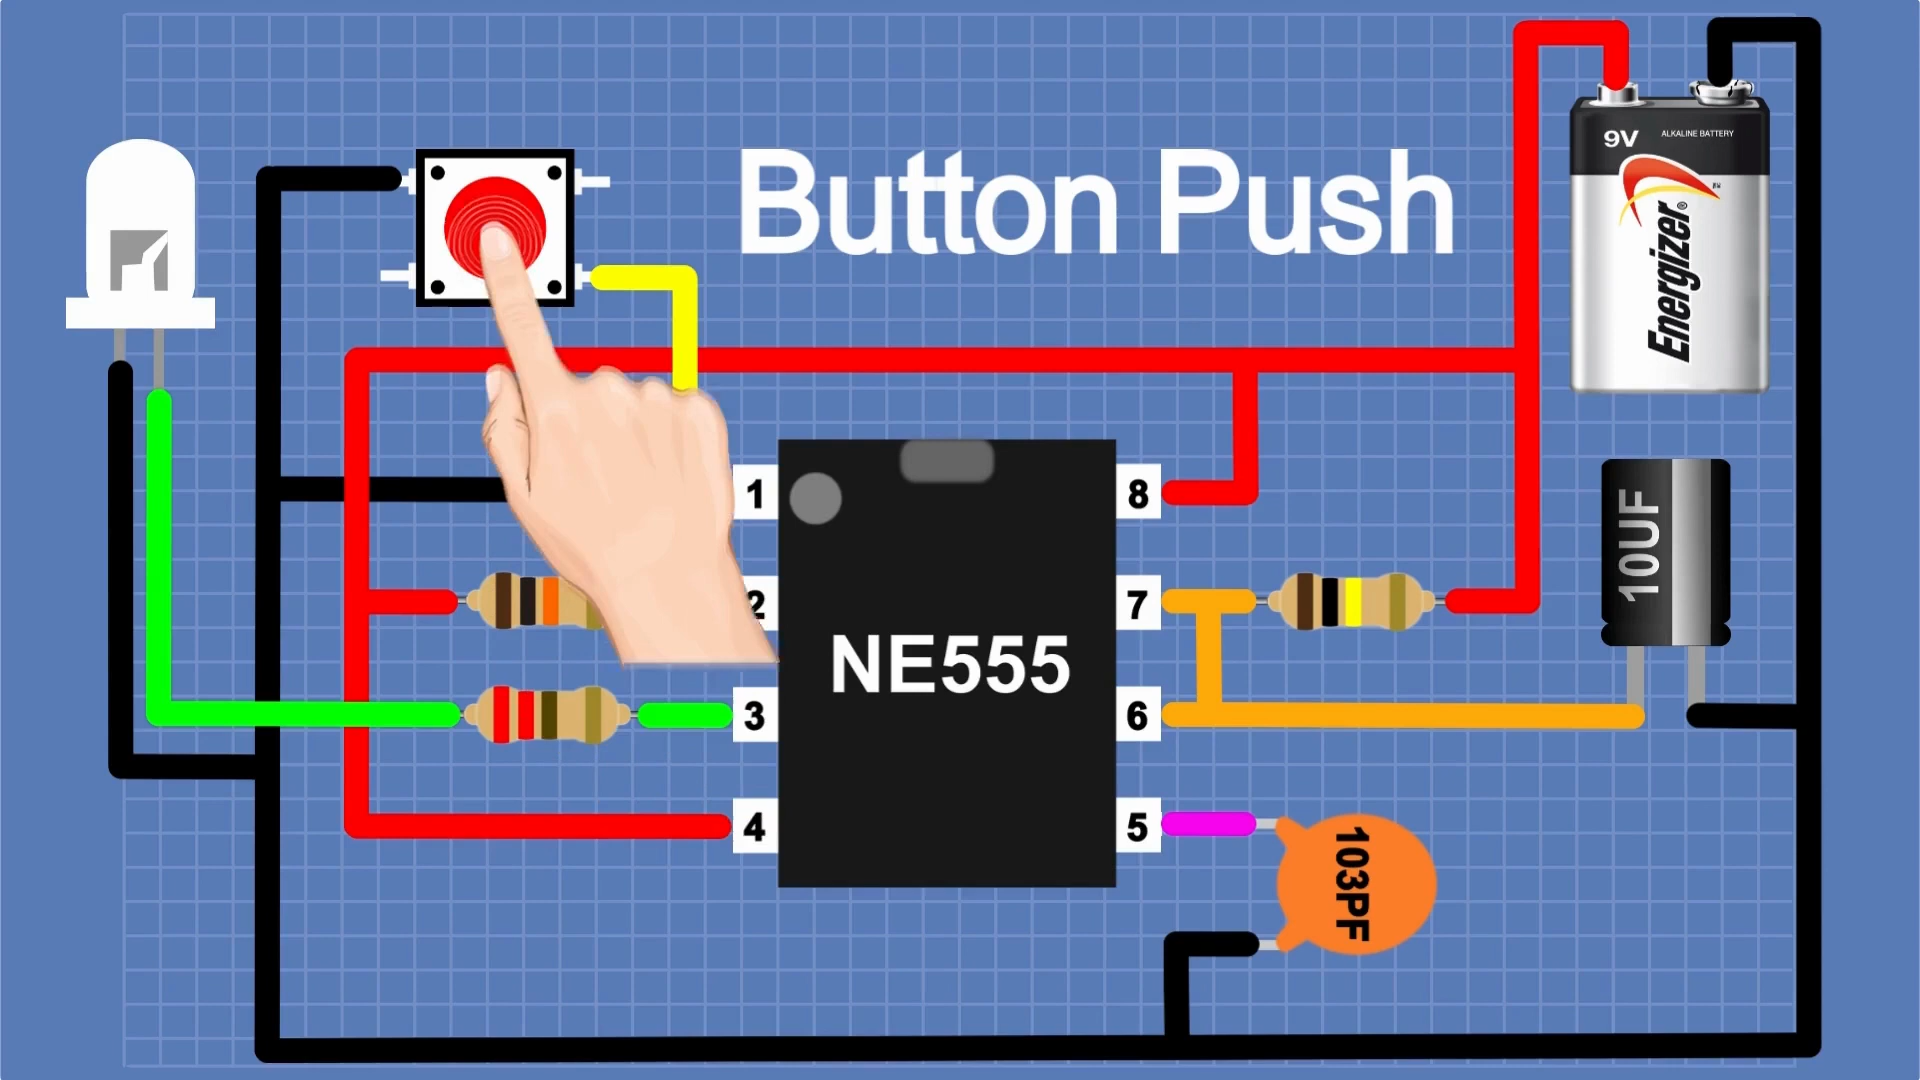 Button Push
9V
ALKALINE BATTERY
Energizer®
10UF
1
8
2
7
NE555
3
6
4
5
103PF